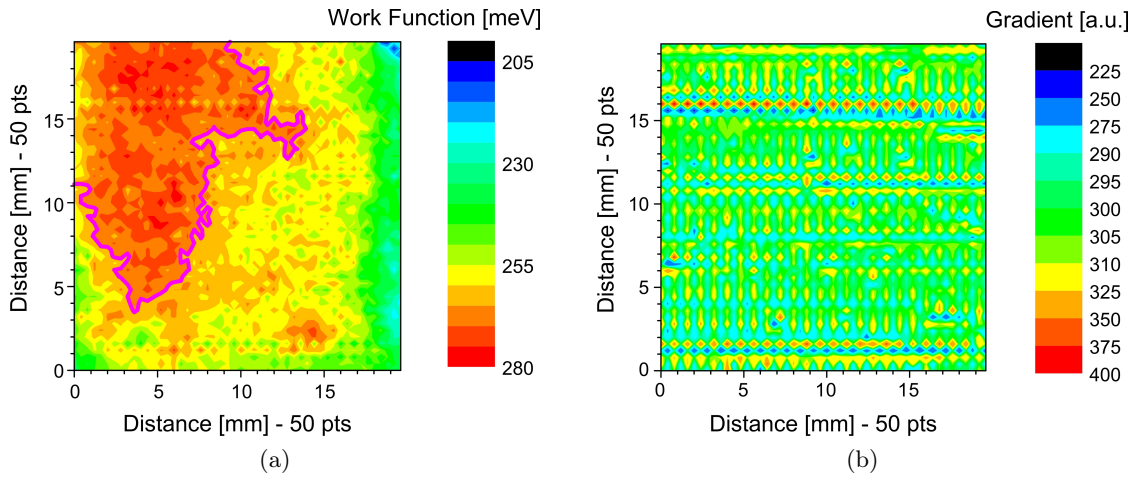 Work Function [meV]
205
230
255
280
Distance [mm] - 50 pts
15
10
5
0
0 5 10 15
Distance [mm] - 50 pts
(a)
Gradient [a.u.]
225
250
275
290
295
300
305
310
325
350
375
400
Distance [mm] - 50 pts
15
10
5
0
0 5 10 15
Distance [mm] - 50 pts
(b)